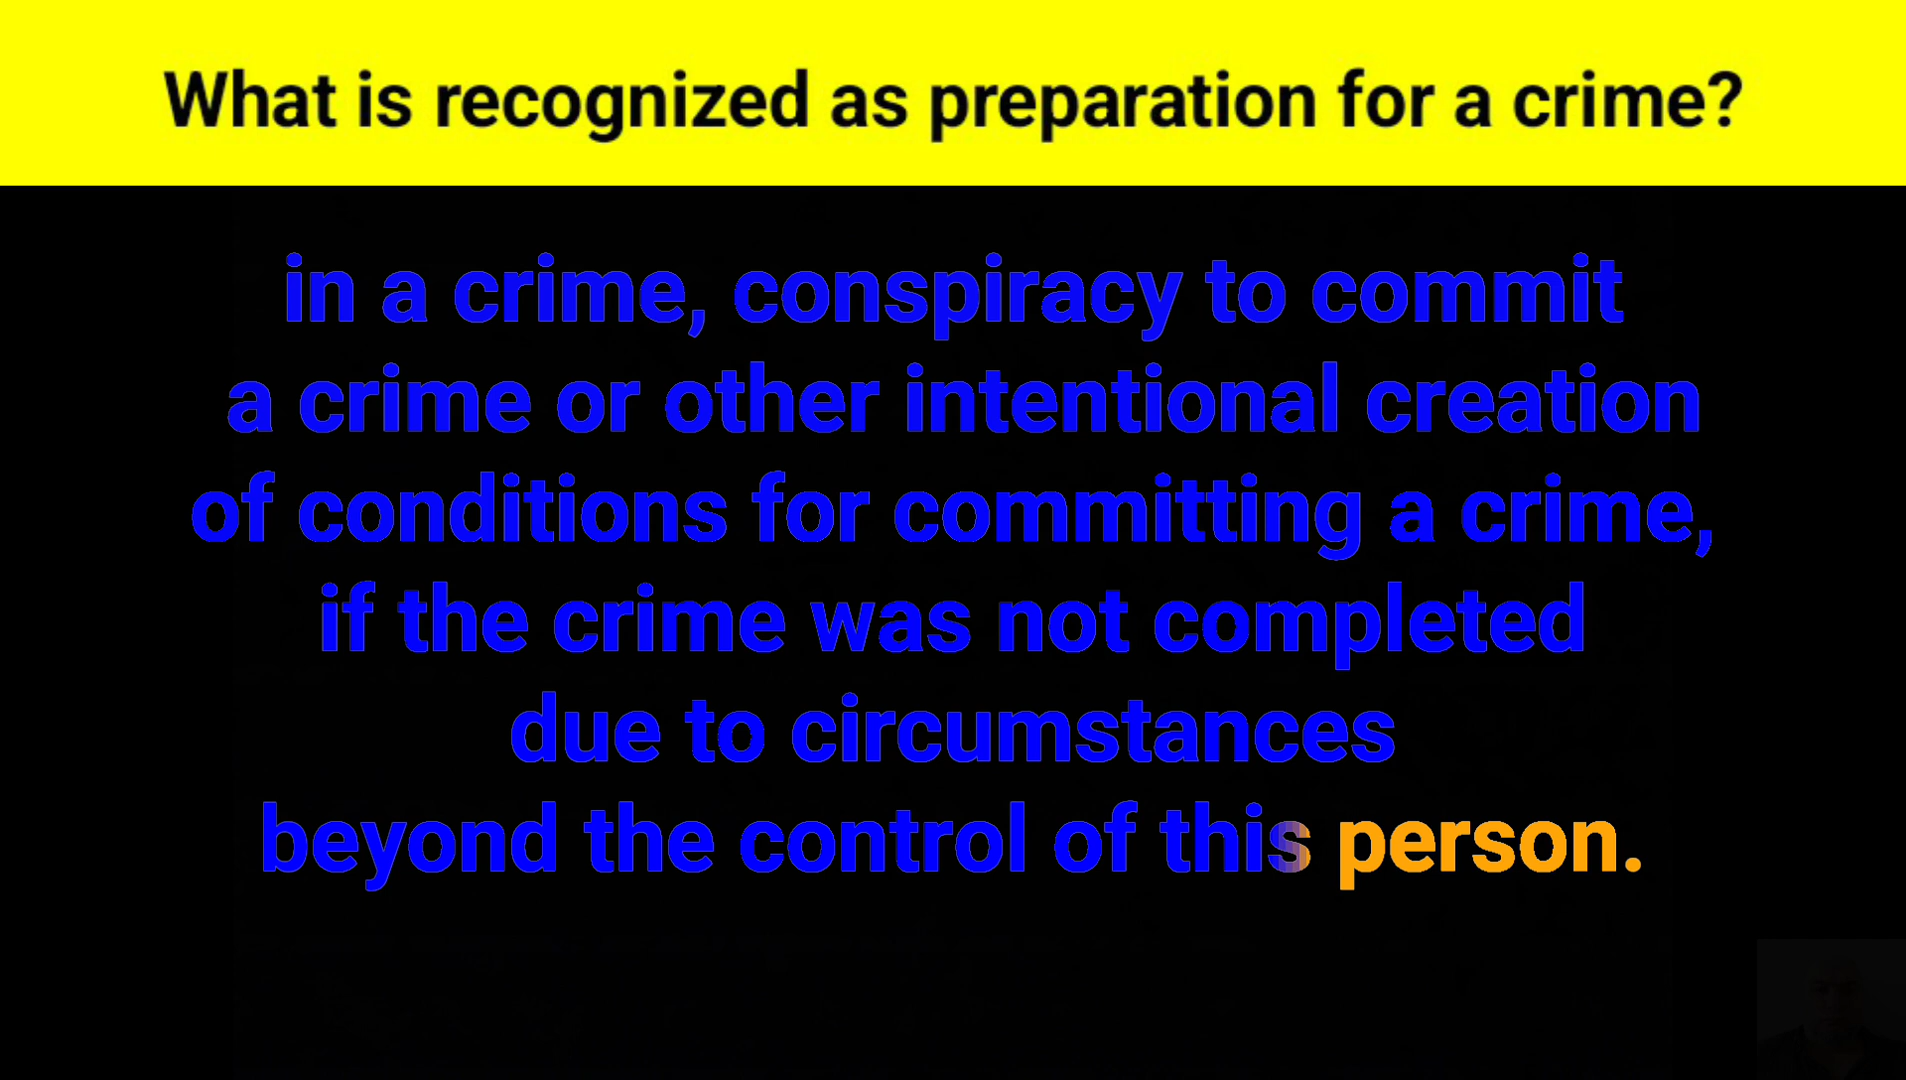 What is recognized as preparation for a crime?
in a crime, conspiracy to commit
a crime or other intentional creation
of conditions for committing a crime,
if the crime was not completed
due to circumstances
beyond the control of this person.